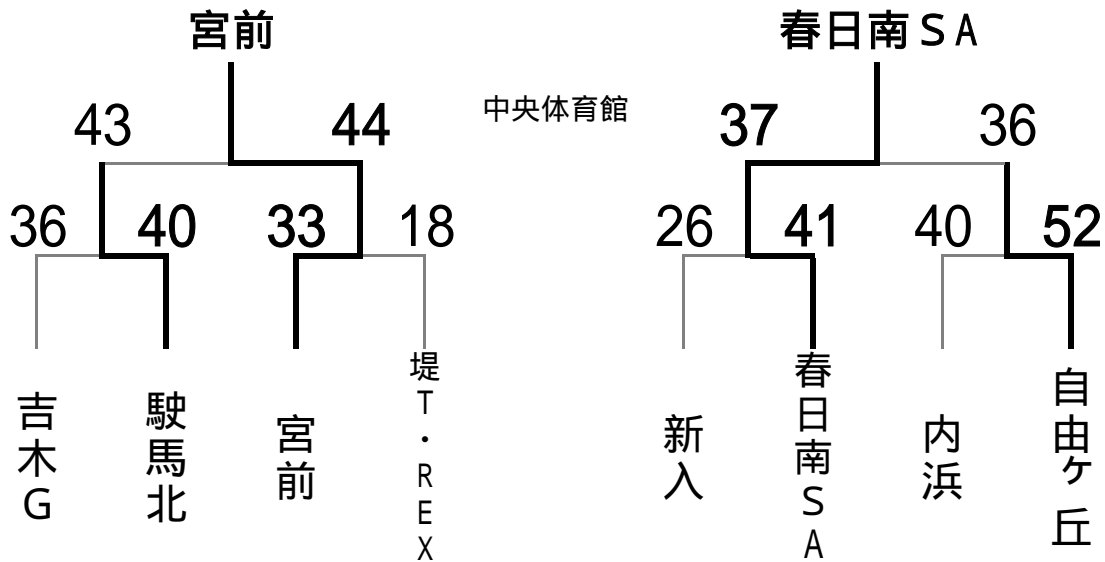 宮前
春日南ＳＡ
中央体育館
43
44
37
36
36
40
33
18
26
41
40
52
吉木Ｇ
駛馬北
宮前
堤Ｔ・ＲＥＸ
新入
春日南ＳＡ
内浜
自由ヶ丘